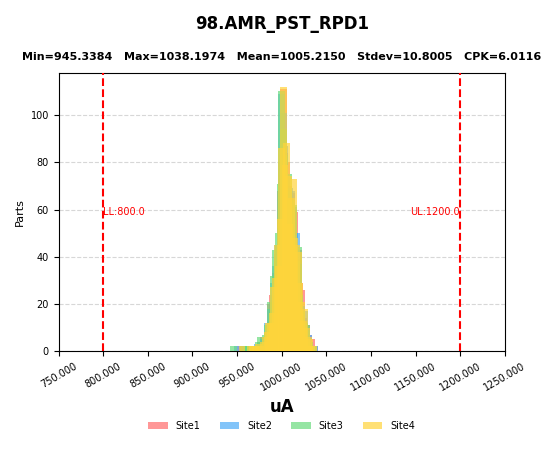 98.AMR_PST_RPD1
Min=945.3384 Max=1038.1974 Mean=1005.2150 Stdev=10.8005 CPK=6.0116
100
80
60
40
20
0
Parts
LL:800.0
UL:1200.0
750.000 800.000 850.000 900.000 950.000 1000.000 1050.000 1100.000 1150.000 1200.000 1250.000
uA
Site1 Site2 Site3 Site4